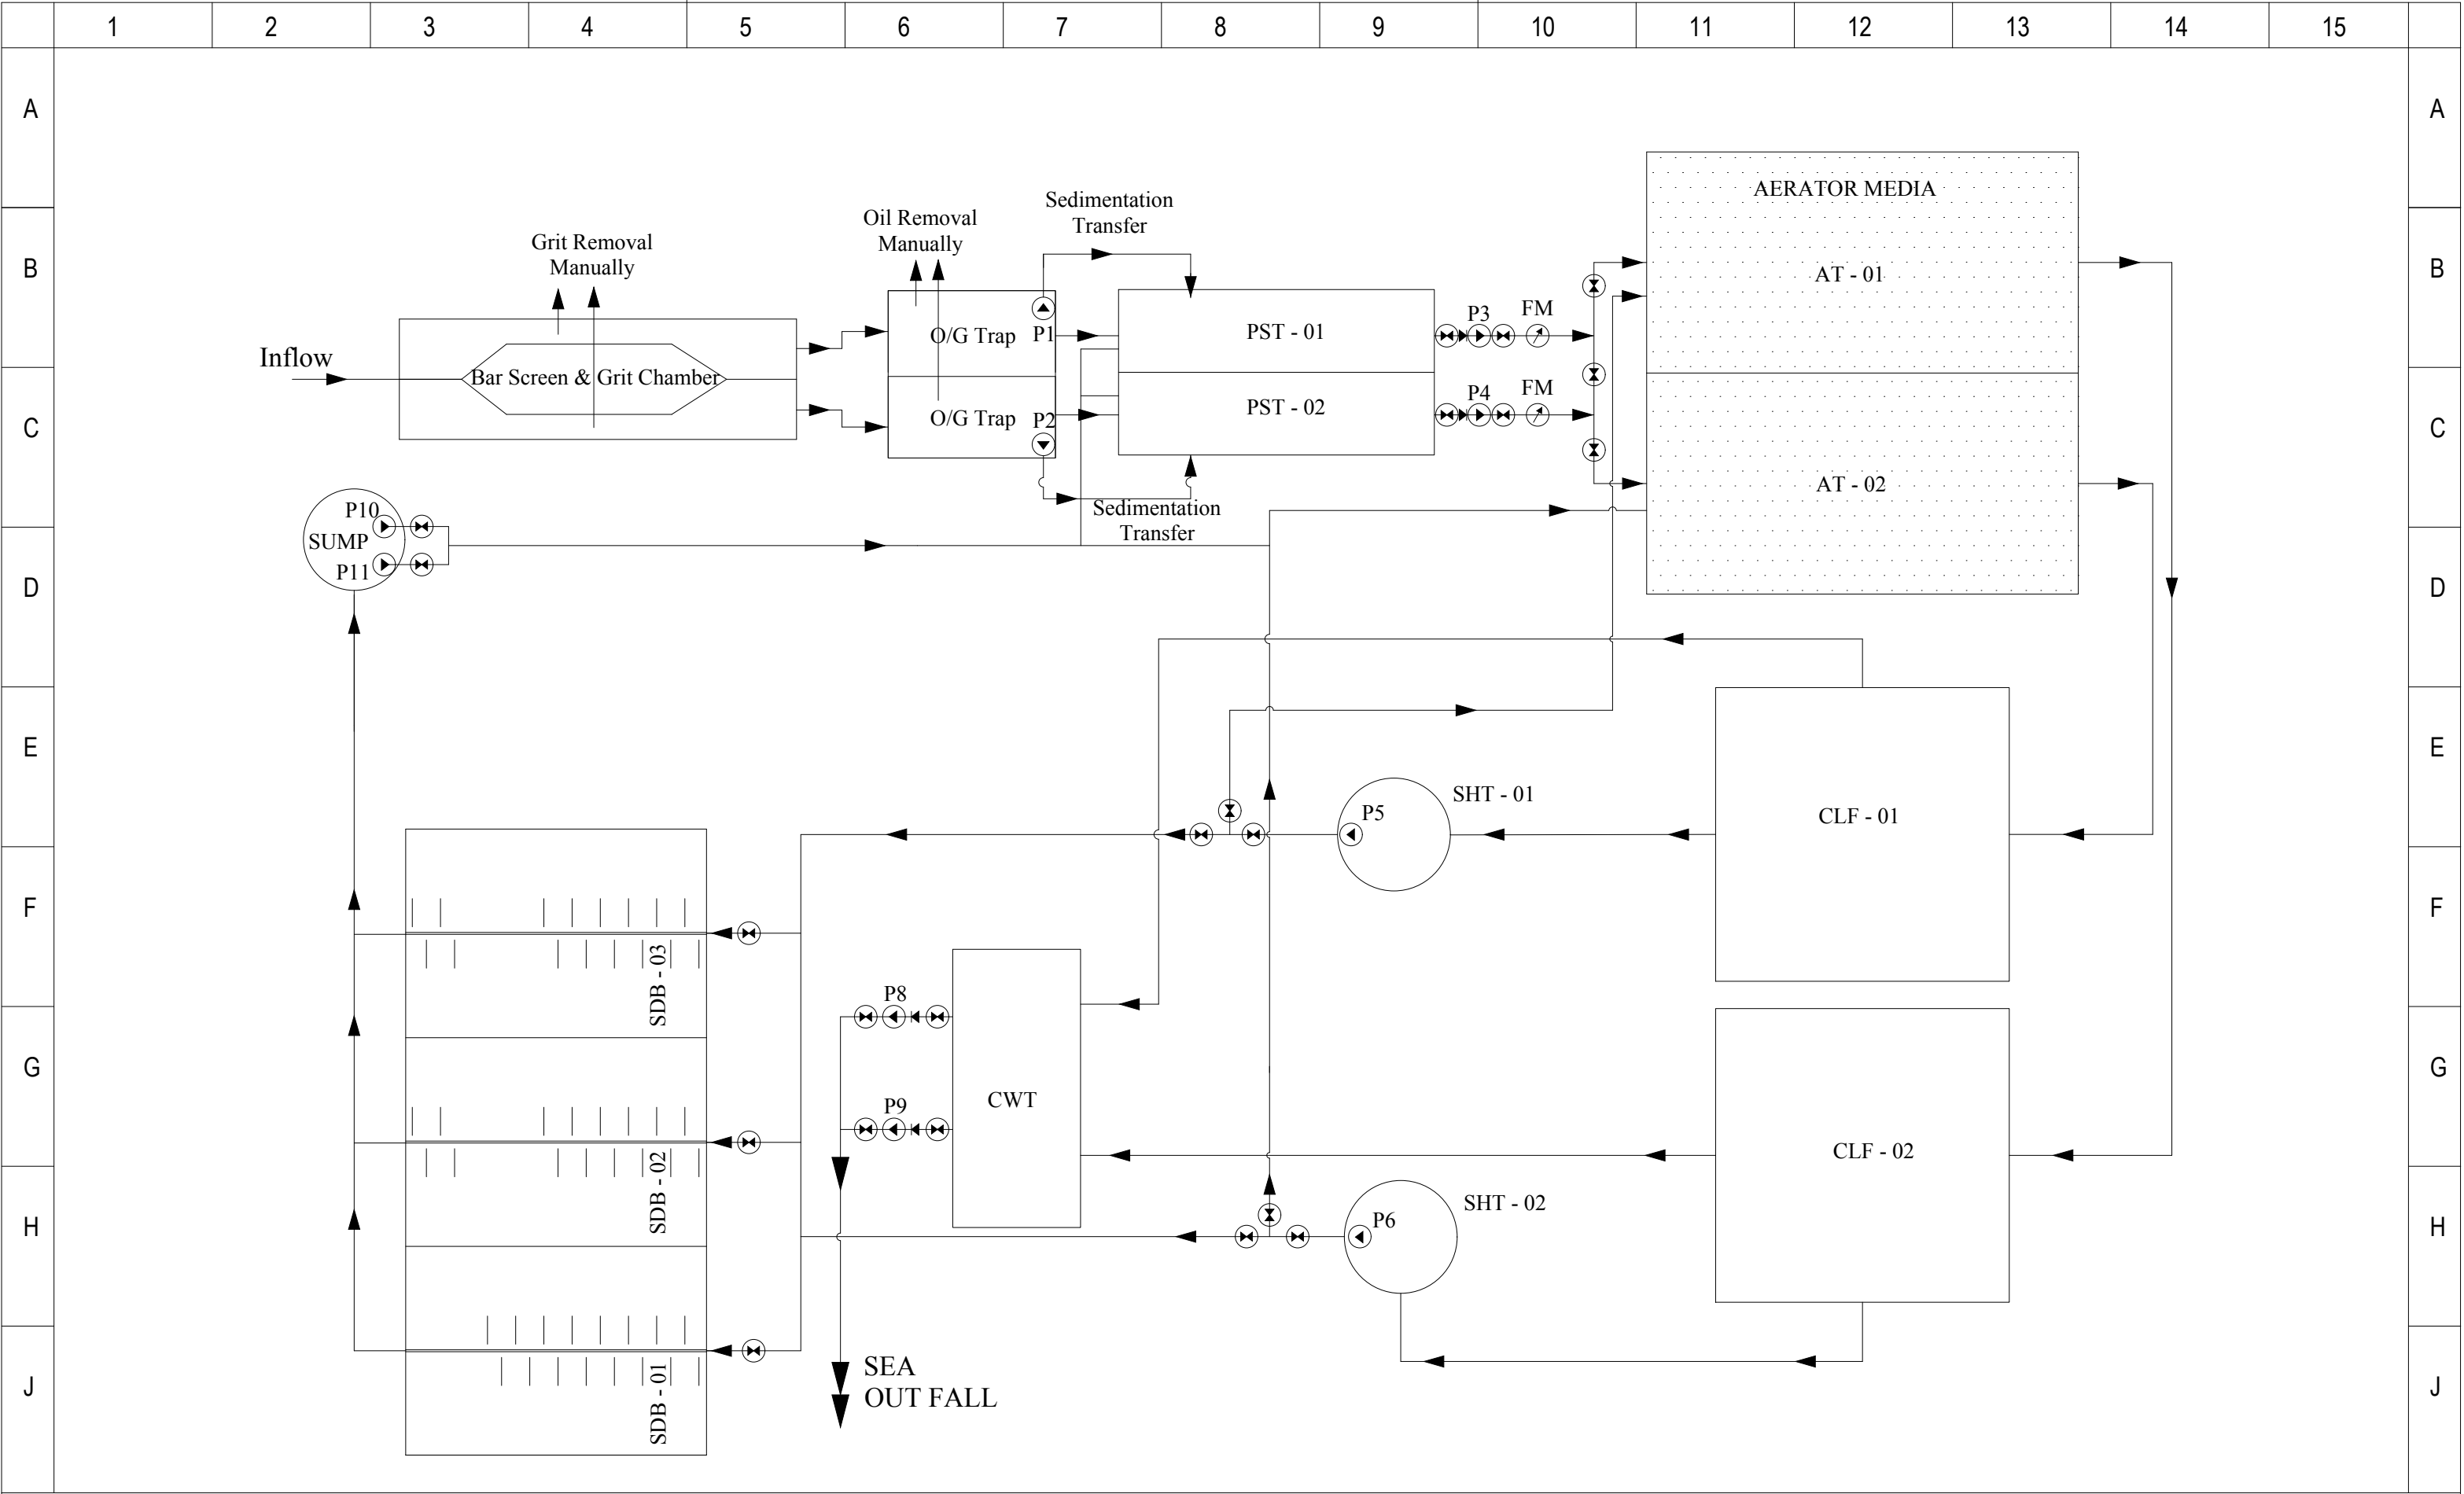 1 2 3 4 5 6 7 8 9 10 11 12 13 14 15
A A
Sedimentation
Transfer
AERATOR MEDIA
Oil Removal
Manually
Grit Removal
Manually
B B
AT - 01
P3 FM
Inflow
O/G Trap P1
PST - 01
Bar Screen & Grit Chamber
P4 FM
PST - 02
O/G Trap P2
C C
AT - 02
Sedimentation
Transfer
P10
SUMP
P11
D D
E E
SHT - 01
P5
CLF - 01
F F
SDB - 03
P8
G G
P9
CWT
CLF - 02
SDB - 02
SHT - 02
P6
H H
SEA
OUT FALL
SDB - 01
J J